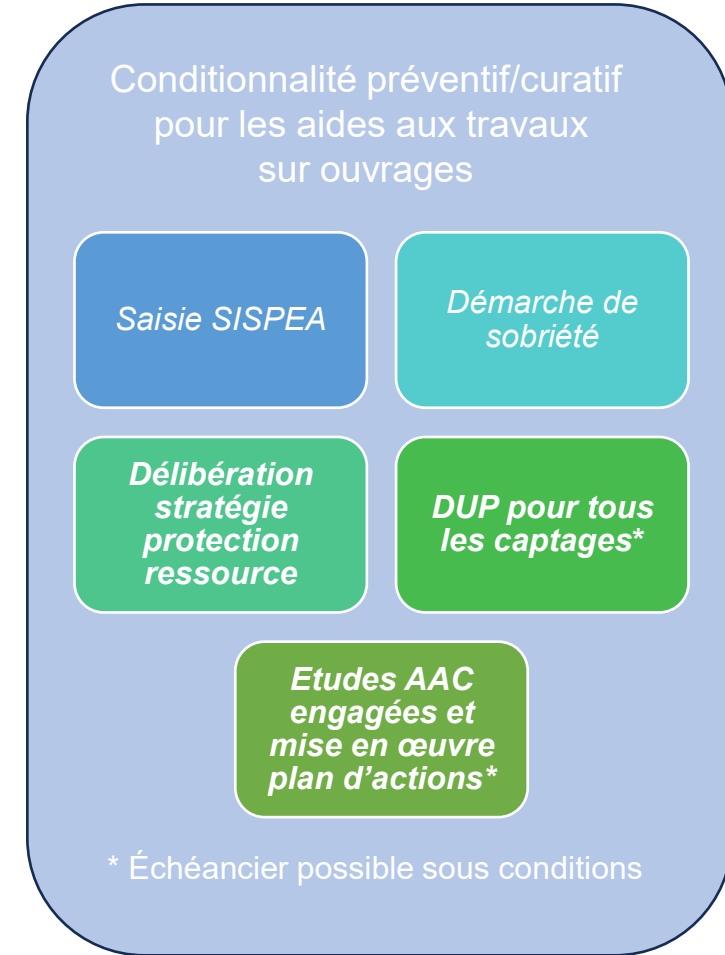 Conditionnalité préventif/curatif
pour les aides aux travaux
sur ouvrages
Saisie SISPEA
Démarche de
sobriété
Délibération
stratégie
protection
ressource
DUP pour tous
les captages*
Etudes AAC
engagées et
mise en œuvre
plan d’actions*
* Échéancier possible sous conditions